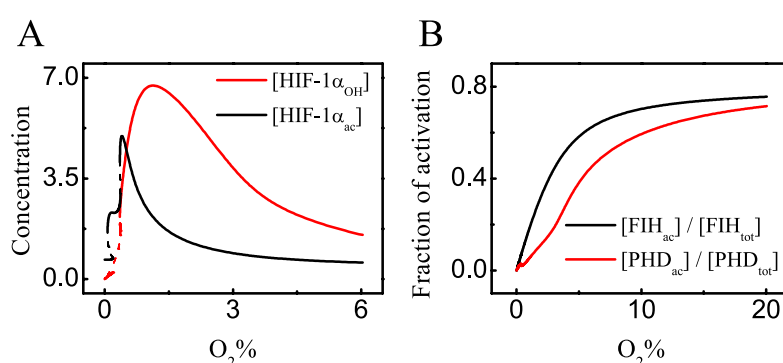 A
7.0
3.5
0.0
Concentration
[HIF-1α_OH]
[HIF-1α_ac]
0
3
6
O₂%
B
0.8
0.4
0.0
Fraction of activation
[FIH_ac] / [FIH_tot]
[PHD_ac] / [PHD_tot]
0
10
20
O₂%